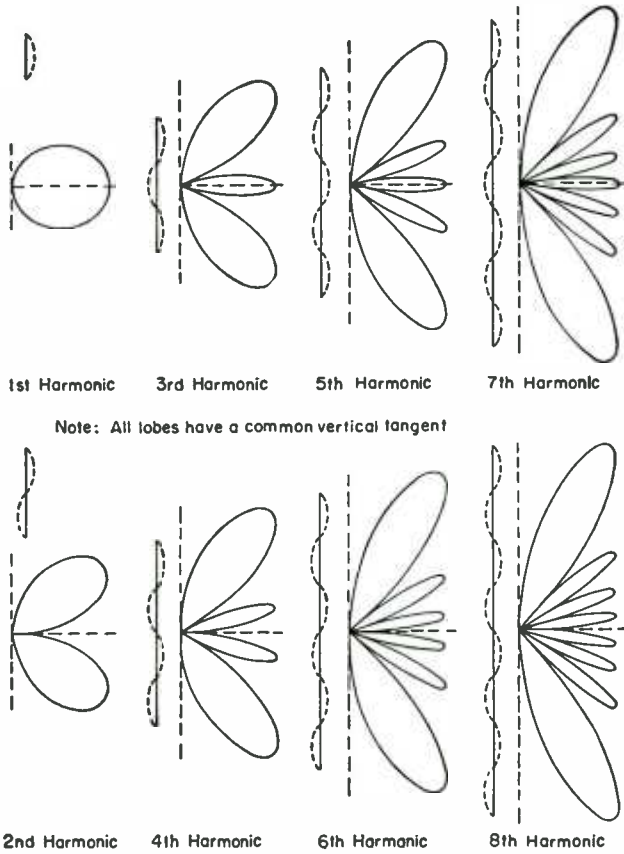 1st Harmonic
3rd Harmonic
5th Harmonic
7th Harmonic
Note: All lobes have a common vertical tangent
2nd Harmonic
4th Harmonic
6th Harmanic
8th Harmonic